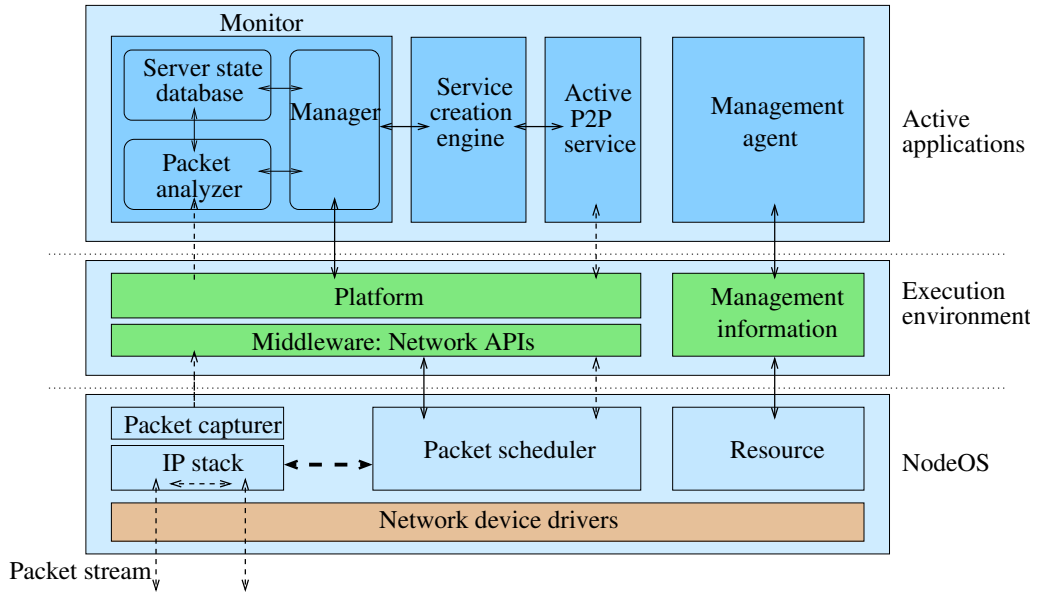 Monitor
Server state
database
Manager
Packet
analyzer
Service
creation
engine
Active
P2P
service
Management
agent
Active
applications
Platform
Middleware: Network APIs
Management
information
Execution
environment
Packet capturer
IP stack
Packet scheduler
Resource
NodeOS
Network device drivers
Packet stream